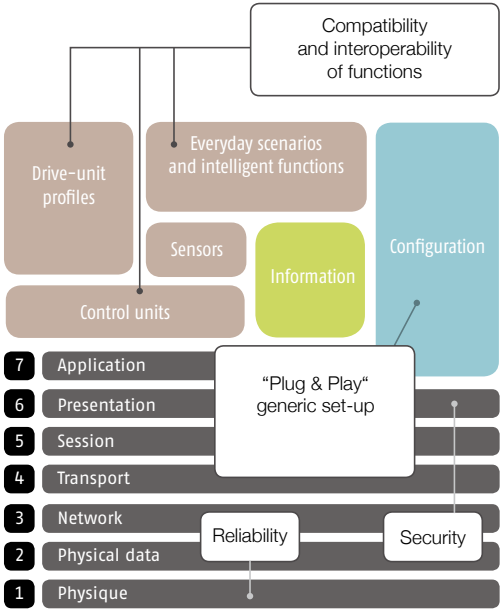 Compatibility
and interoperability
of functions
Drive-unit
profiles
Everyday scenarios
and intelligent functions
Configuration
Sensors
Information
Control units
7 Application
"Plug & Play"
generic set-up
6 Presentation
5 Session
4 Transport
3 Network
Reliability
Security
2 Physical data
1 Physique